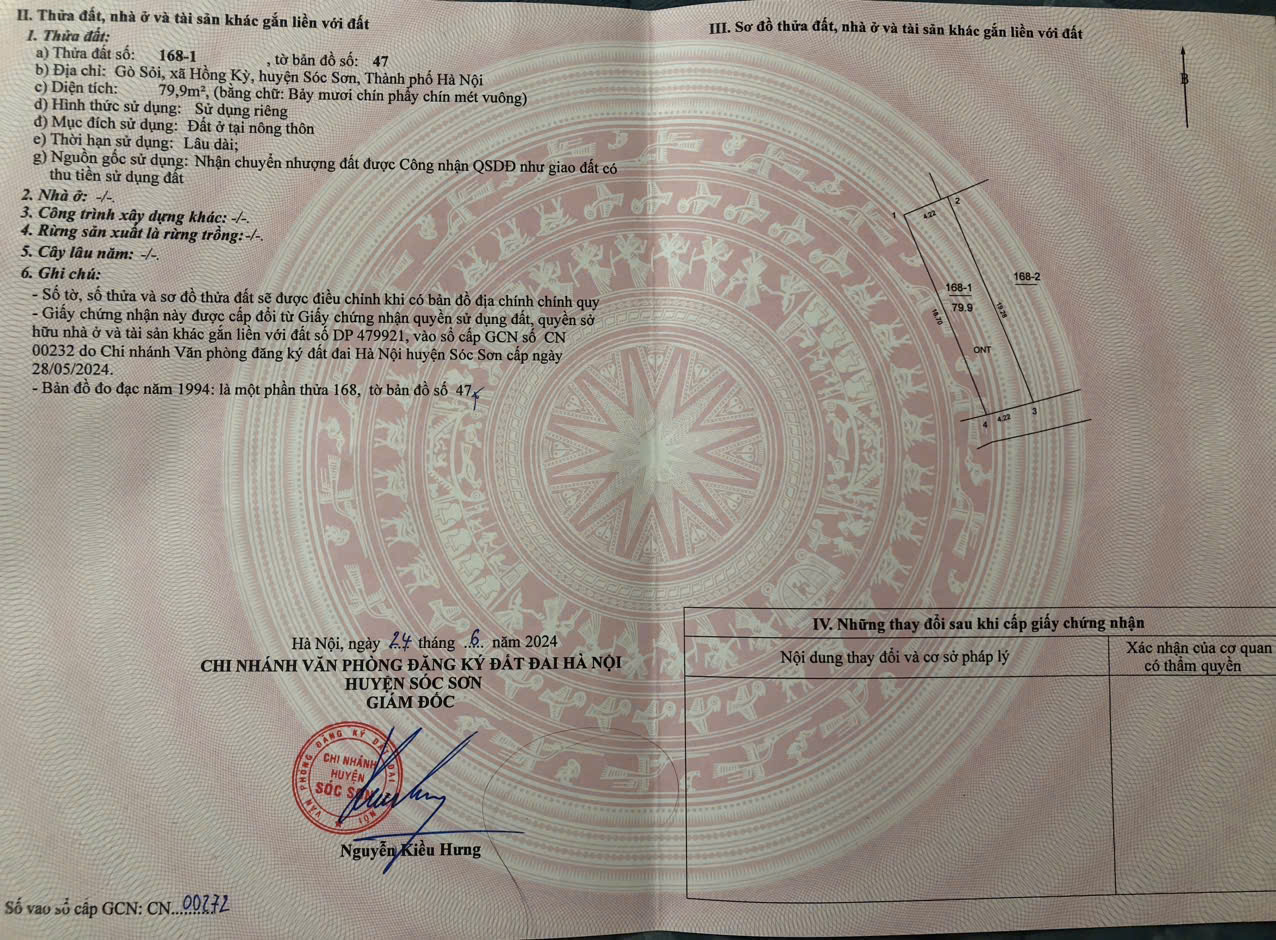 II. Thửa đất, nhà ở và tài sản khác gắn liền với đất
1. Thửa đất:
a) Thửa đất số: 168-1 , tờ bản đồ số: 47
b) Địa chỉ: Gò Sỏi, xã Hồng Kỳ, huyện Sóc Sơn, Thành phố Hà Nội
c) Diện tích: 79,9m², (bằng chữ: Bảy mươi chín phẩy chín mét vuông)
d) Hình thức sử dụng: Sử dụng riêng
đ) Mục đích sử dụng: Đất ở tại nông thôn
e) Thời hạn sử dụng: Lâu dài;
g) Nguồn gốc sử dụng: Nhận chuyển nhượng đất được Công nhận QSDĐ như giao đất có
thu tiền sử dụng đất
2. Nhà ở: -/-.
3. Công trình xây dựng khác: -/-.
4. Rừng sản xuất là rừng trồng:-/-.
5. Cây lâu năm: -/-.
6. Ghi chú:
- Số tờ, số thửa và sơ đồ thửa đất sẽ được điều chỉnh khi có bản đồ địa chính chính quy
- Giấy chứng nhận này được cấp đổi từ Giấy chứng nhận quyền sử dụng đất, quyền sở
hữu nhà ở và tài sản khác gắn liền với đất số DP 479921, vào sổ cấp GCN số CN
00232 do Chi nhánh Văn phòng đăng ký đất đai Hà Nội huyện Sóc Sơn cấp ngày
28/05/2024.
- Bản đồ đo đạc năm 1994: là một phần thửa 168, tờ bản đồ số 47
Hà Nội, ngày 24 tháng 6 năm 2024
CHI NHÁNH VĂN PHÒNG ĐĂNG KÝ ĐẤT ĐAI HÀ NỘI
HUYỆN SÓC SƠN
GIÁM ĐỐC
VĂN PHÒNG ĐĂNG KÝ ĐẤT ĐAI NỘI
CHI NHÁNH
HUYỆN
SÓC SƠN
Nguyễn Kiều Hưng
Số vào sổ cấp GCN: CN.00272
III. Sơ đồ thửa đất, nhà ở và tài sản khác gắn liền với đất
B
1
2
4.22
168-2
168-1
79.9
18.70
19.29
ONT
3
4
4.22
IV. Những thay đổi sau khi cấp giấy chứng nhận
Nội dung thay đổi và cơ sở pháp lý
Xác nhận của cơ quan
có thẩm quyền